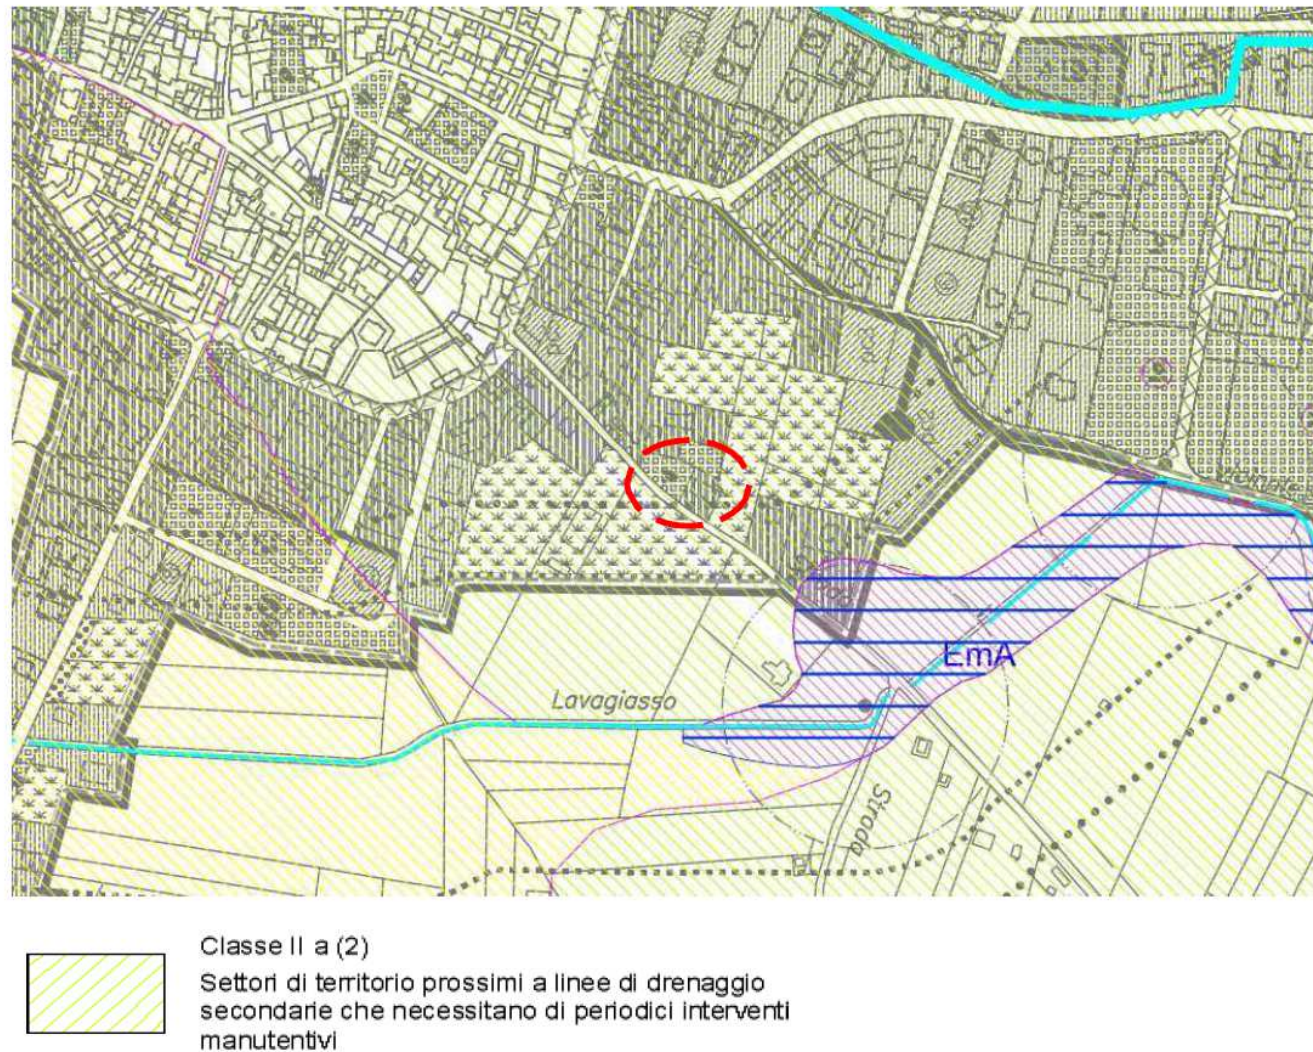 Lavagiasso
EmA
Strada
Classe II a (2)
Settori di territorio prossimi a linee di drenaggio
secondarie che necessitano di periodici interventi
manutentivi